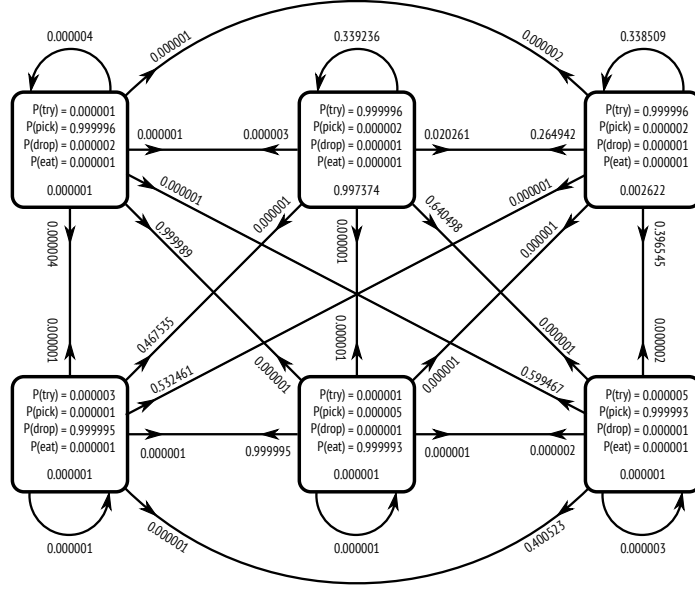 0.000004
0.339236
0.338509
0.000001
0.000002
P(try) = 0.000001
P(pick) = 0.999996
P(drop) = 0.000002
P(eat) = 0.000001
0.000001
P(try) = 0.999996
P(pick) = 0.000002
P(drop) = 0.000001
P(eat) = 0.000001
0.997374
P(try) = 0.999996
P(pick) = 0.000002
P(drop) = 0.000001
P(eat) = 0.000001
0.002622
0.000001
0.000003
0.020261
0.264942
0.000001
0.000001
0.000001
0.000004
0.999989
0.000001
0.640498
0.000001
0.396545
0.000001
0.467535
0.532461
0.000001
0.000001
0.000001
0.599467
0.000001
0.000002
P(try) = 0.000003
P(pick) = 0.000001
P(drop) = 0.999995
P(eat) = 0.000001
0.000001
P(try) = 0.000001
P(pick) = 0.000005
P(drop) = 0.000001
P(eat) = 0.999993
0.000001
P(try) = 0.000005
P(pick) = 0.999993
P(drop) = 0.000001
P(eat) = 0.000001
0.000001
0.000001
0.999995
0.000001
0.000002
0.000001
0.000001
0.000001
0.400523
0.000003